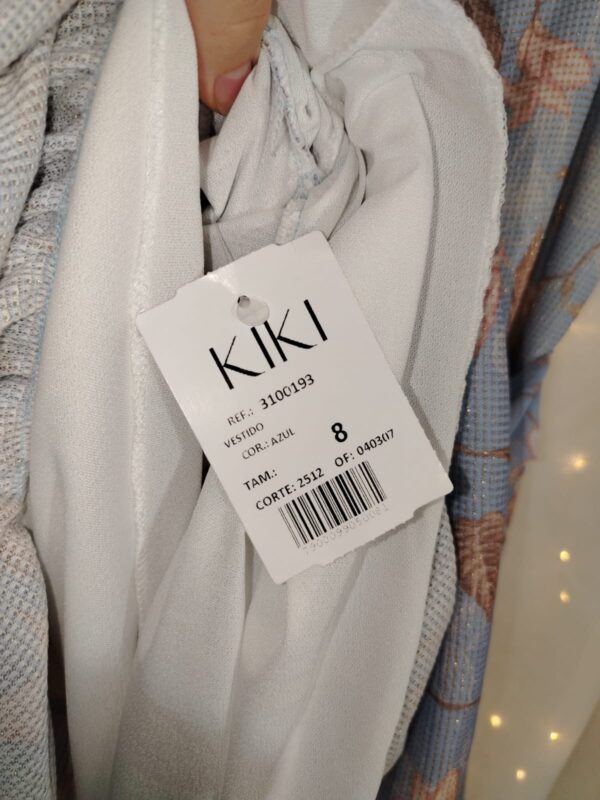 KIKI
REF.: 3100193
VESTIDO
COR.: AZUL
TAM.: 8
CORTE: 2512 OF: 040307